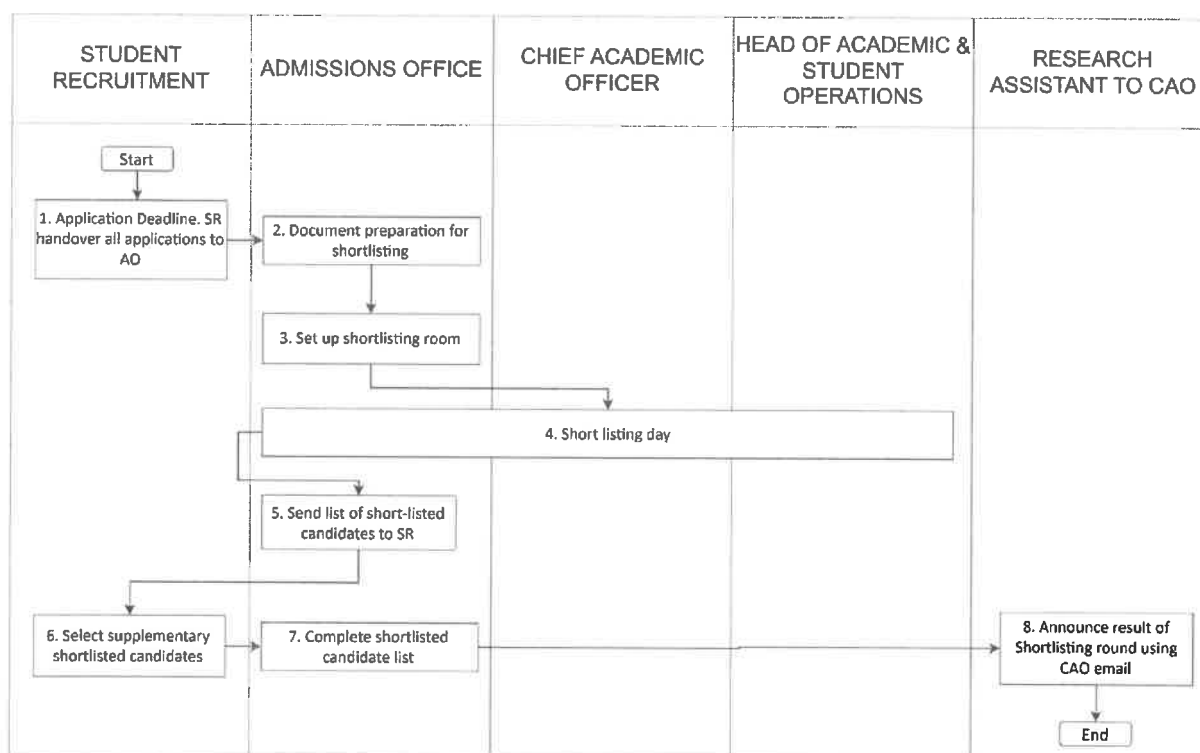 STUDENT
RECRUITMENT
ADMISSIONS OFFICE
CHIEF ACADEMIC
OFFICER
HEAD OF ACADEMIC &
STUDENT
OPERATIONS
RESEARCH
ASSISTANT TO CAO
Start
1. Application Deadline. SR
handover all applications to
AO
2. Document preparation for
shortlisting
3. Set up shortlisting room
4. Short listing day
5. Send list of short-listed
candidates to SR
6. Select supplementary
shortlisted candidates
7. Complete shortlisted
candidate list
8. Announce result of
Shortlisting round using
CAO email
End